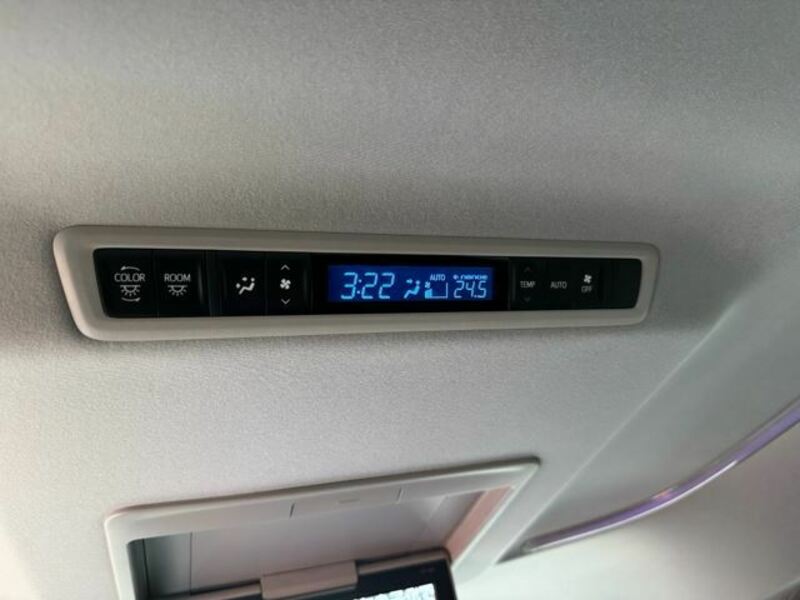 COLOR
ROOM
3:22
AUTO
nanoe
24.5
TEMP
AUTO
OFF